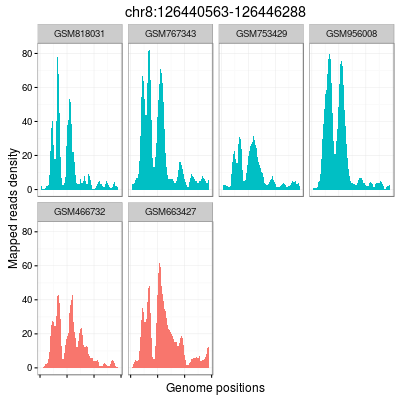 chr8:126440563-126446288
GSM818031 GSM767343 GSM753429 GSM956008
80
60
40
20
0
GSM466732 GSM663427
80
60
40
20
0
Mapped reads density
Genome positions